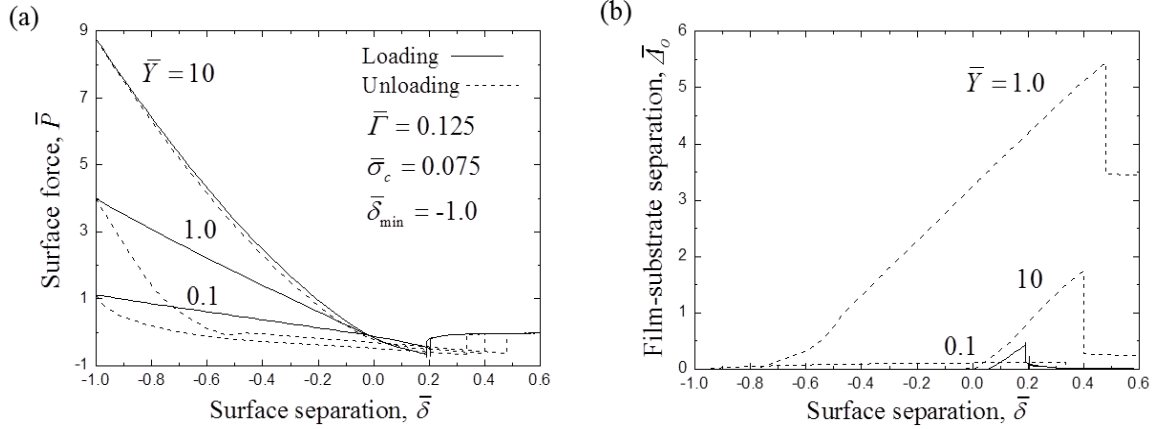 (a)
9
7
5
3
1
-1
-1.0 -0.8 -0.6 -0.4 -0.2 0.0 0.2 0.4 0.6
Surface force, P̄
Surface separation, δ̄
Ȳ = 10
1.0
0.1
Loading
Unloading
Γ̄ = 0.125
σ̄c = 0.075
δ̄min = -1.0
(b)
6
5
4
3
2
1
0
-1.0 -0.8 -0.6 -0.4 -0.2 0.0 0.2 0.4 0.6
Film-substrate separation, Δ̄o
Surface separation, δ̄
Ȳ = 1.0
10
0.1